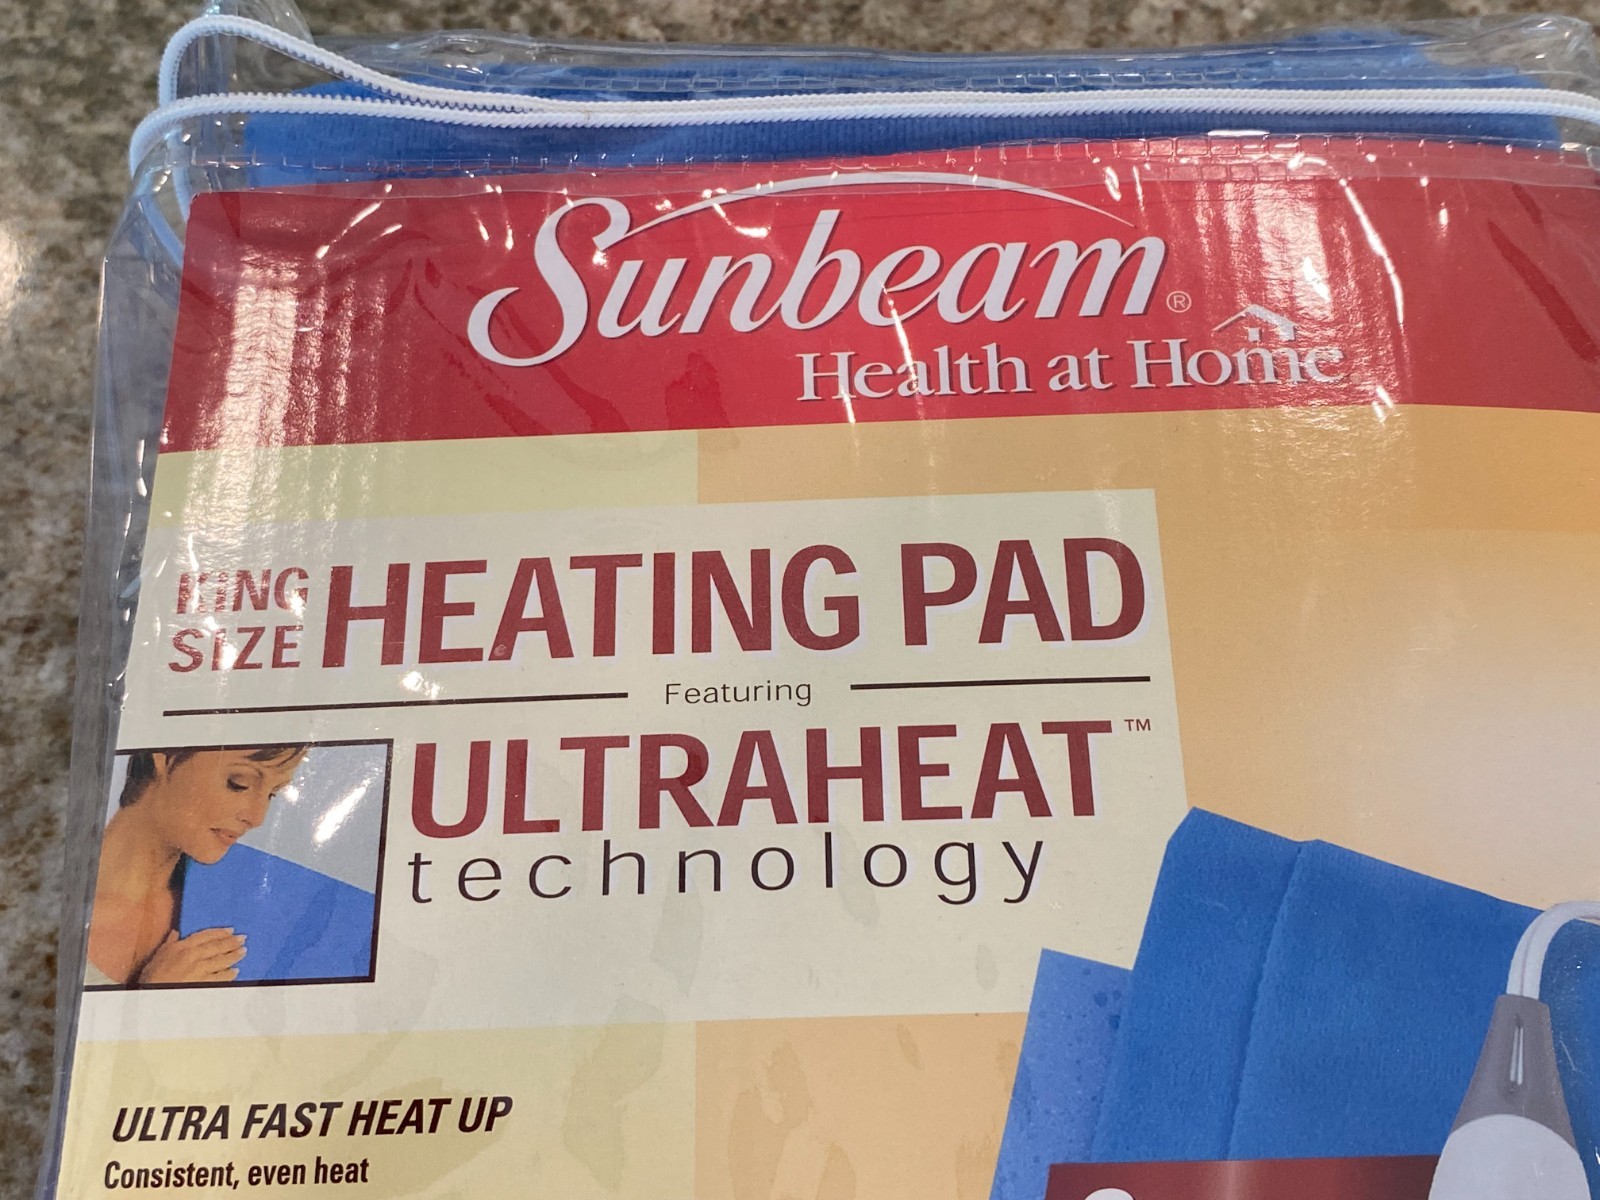 Sunbeam®
Health at Home
KING SIZE HEATING PAD
Featuring
ULTRAHEAT™
technology
ULTRA FAST HEAT UP
Consistent, even heat